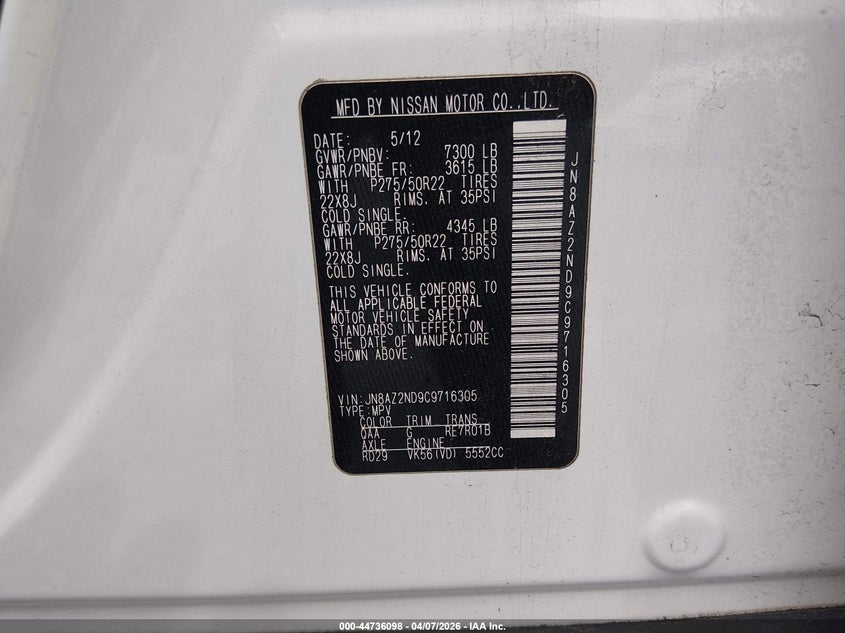 MFD BY NISSAN MOTOR CO.,LTD.
DATE: 5/12
GVWR/PNBV: 7300 LB
GAWR/PNBE FR: 3615 LB
WITH P275/50R22 TIRES
22X8J RIMS. AT 35PSI
COLD SINGLE.
GAWR/PNBE RR: 4345 LB
WITH P275/50R22 TIRES
22X8J RIMS. AT 35PSI
COLD SINGLE.
THIS VEHICLE CONFORMS TO
ALL APPLICABLE FEDERAL
MOTOR VEHICLE SAFETY
STANDARDS IN EFFECT ON
THE DATE OF MANUFACTURE
SHOWN ABOVE.
VIN:JN8AZ2ND9C9716305
TYPE:MPV
COLOR TRIM TRANS
QAA G RE7R01B
AXLE ENGINE
RD29 VK56(VD) 5552CC
JN8AZ2ND9C9716305
000-44736098 - 04/07/2026 - IAA Inc.